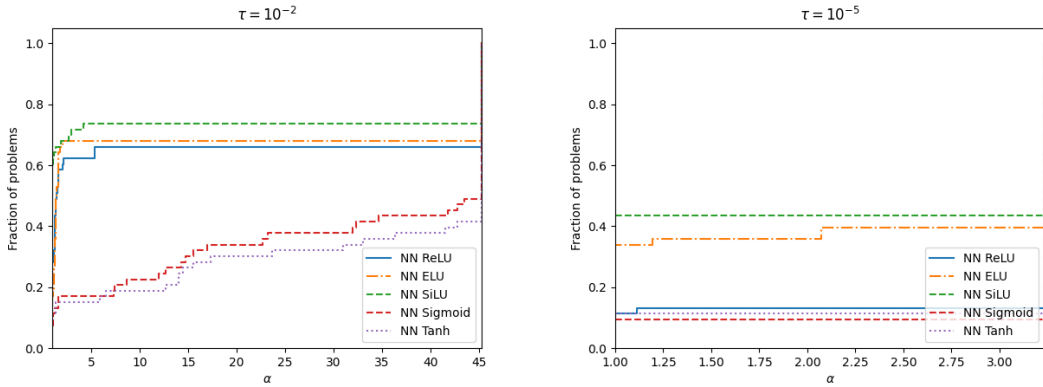 τ = 10⁻²
Fraction of problems
1.0
0.8
0.6
0.4
0.2
0.0
5
10
15
20
25
30
35
40
45
α
NN ReLU
NN ELU
NN SiLU
NN Sigmoid
NN Tanh
τ = 10⁻⁵
Fraction of problems
1.0
0.8
0.6
0.4
0.2
0.0
1.00
1.25
1.50
1.75
2.00
2.25
2.50
2.75
3.00
α
NN ReLU
NN ELU
NN SiLU
NN Sigmoid
NN Tanh